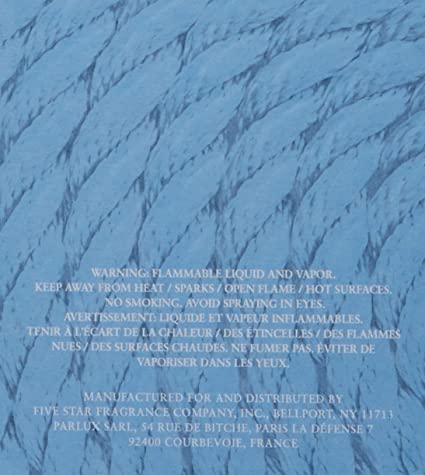 WARNING: FLAMMABLE LIQUID AND VAPOR.
KEEP AWAY FROM HEAT / SPARKS / OPEN FLAME / HOT SURFACES.
NO SMOKING. AVOID SPRAYING IN EYES.
AVERTISSEMENT: LIQUIDE ET VAPEUR INFLAMMABLES.
TENIR À L'ÉCART DE LA CHALEUR / DES ÉTINCELLES / DES FLAMMES
NUES / DES SURFACES CHAUDES. NE FUMER PAS. ÉVITER DE
VAPORISER DANS LES YEUX.
MANUFACTURED FOR AND DISTRIBUTED BY
FIVE STAR FRAGRANCE COMPANY, INC., BELLPORT, NY 11713
PARLUX SARL, 54 RUE DE BITCHE, PARIS LA DÉFENSE 7
92400 COURBEVOIE, FRANCE